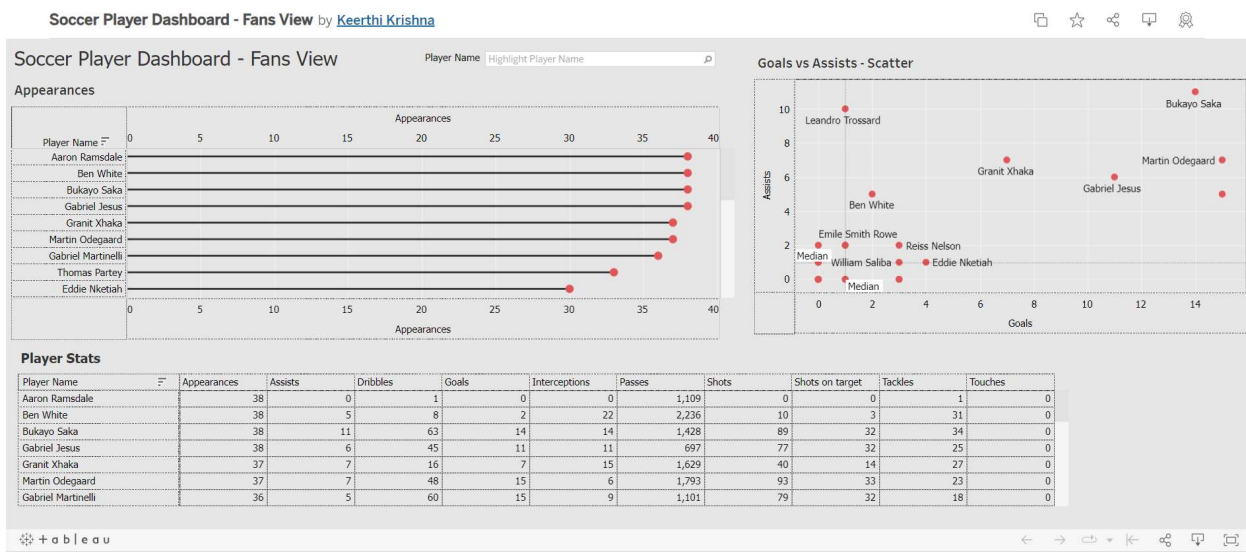 Soccer Player Dashboard - Fans View by Keerthi Krishna
Soccer Player Dashboard - Fans View
Player Name Highlight Player Name
Appearances
Appearances
Player Name 0 5 10 15 20 25 30 35 40
Aaron Ramsdale
Ben White
Bukayo Saka
Gabriel Jesus
Granit Xhaka
Martin Odegaard
Gabriel Martinelli
Thomas Partey
Eddie Nketiah
0 5 10 15 20 25 30 35 40
Appearances
Goals vs Assists - Scatter
Assists
10
8
6
4
2
0
Bukayo Saka
Leandro Trossard
Martin Odegaard
Granit Xhaka
Gabriel Jesus
Ben White
Emile Smith Rowe
Reiss Nelson
Median
William Saliba
Eddie Nketiah
Median
0 2 4 6 8 10 12 14
Goals
Player Stats
Player Name Appearances Assists Dribbles Goals Interceptions Passes Shots Shots on target Tackles Touches
Aaron Ramsdale 38 0 1 0 0 1,109 0 0 1 0
Ben White 38 5 8 2 22 2,236 10 3 31 0
Bukayo Saka 38 11 63 14 14 1,428 89 32 34 0
Gabriel Jesus 38 6 45 11 11 697 77 32 25 0
Granit Xhaka 37 7 16 7 15 1,629 40 14 27 0
Martin Odegaard 37 7 48 15 6 1,793 93 33 23 0
Gabriel Martinelli 36 5 60 15 9 1,101 79 32 18 0
+ a b l e a u